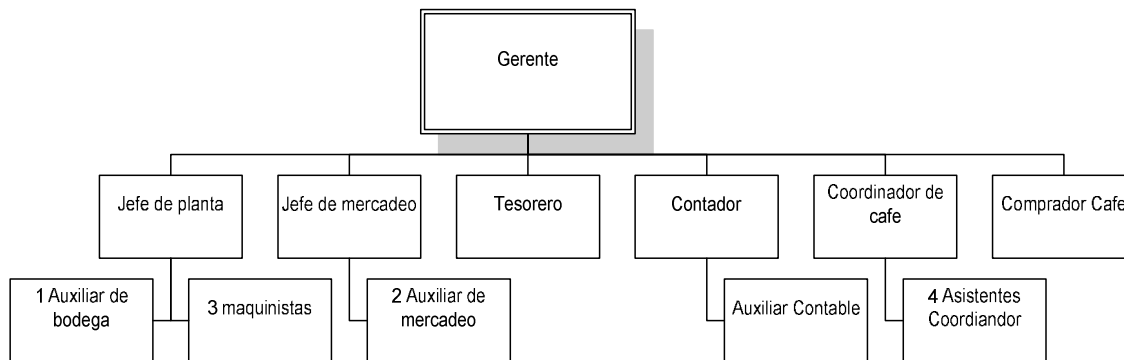 Gerente
Jefe de planta
Jefe de mercadeo
Tesorero
Contador
Coordinador de
cafe
Comprador Cafe
1 Auxiliar de
bodega
3 maquinistas
2 Auxiliar de
mercadeo
Auxiliar Contable
4 Asistentes
Coordiandor